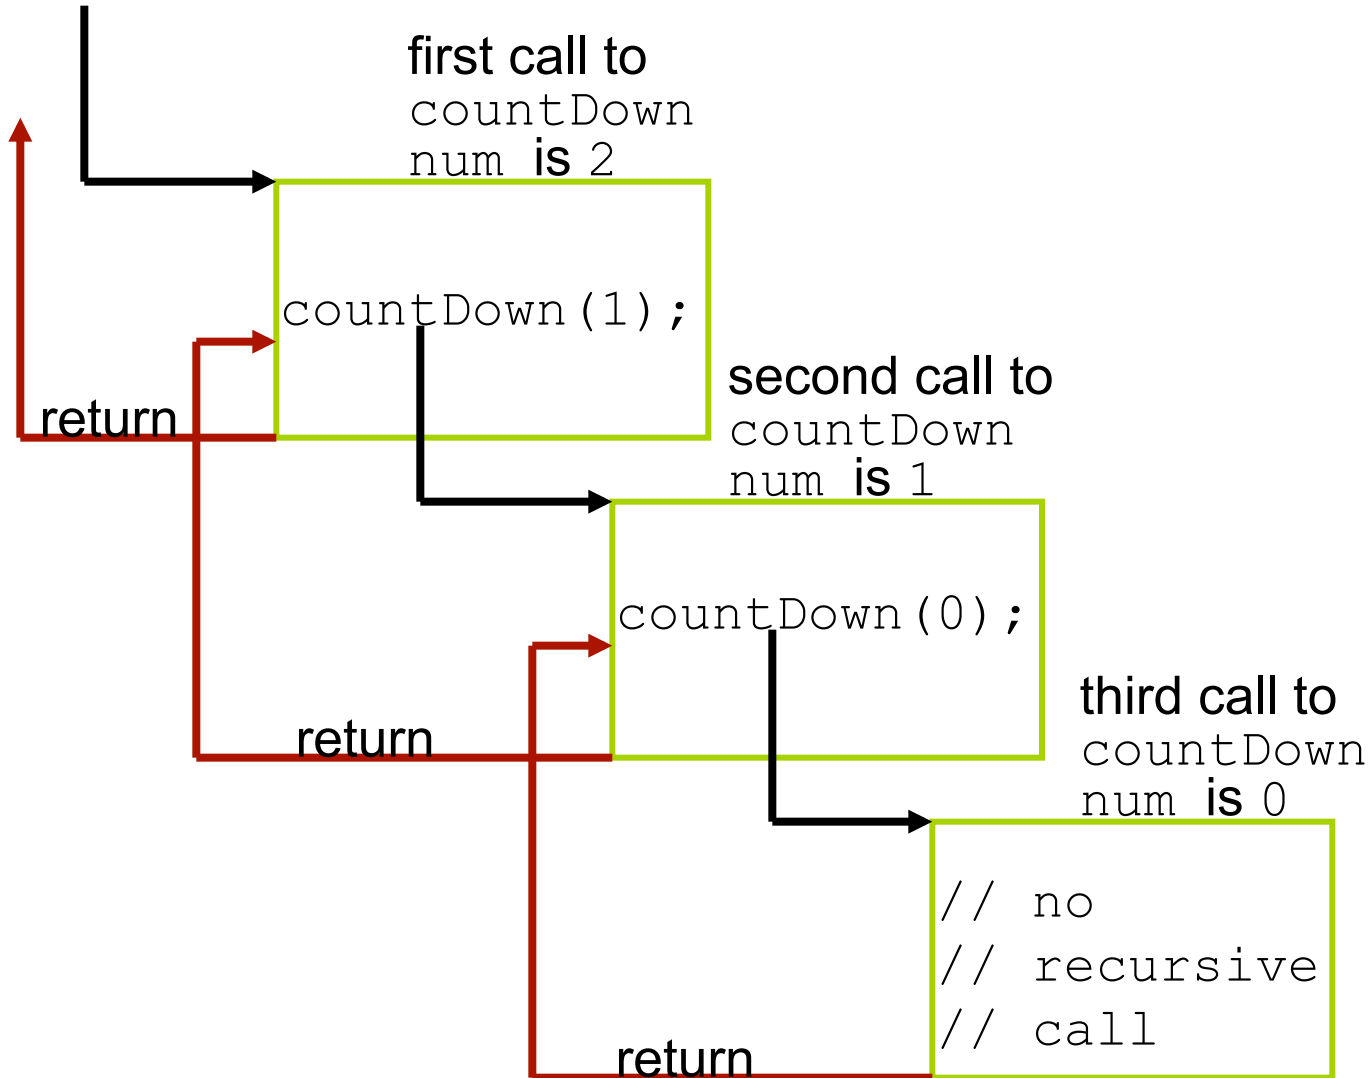 first call to
countDown
num is 2
countDown(1);
return
second call to
countDown
num is 1
countDown(0);
return
third call to
countDown
num is 0
// no
// recursive
// call
return